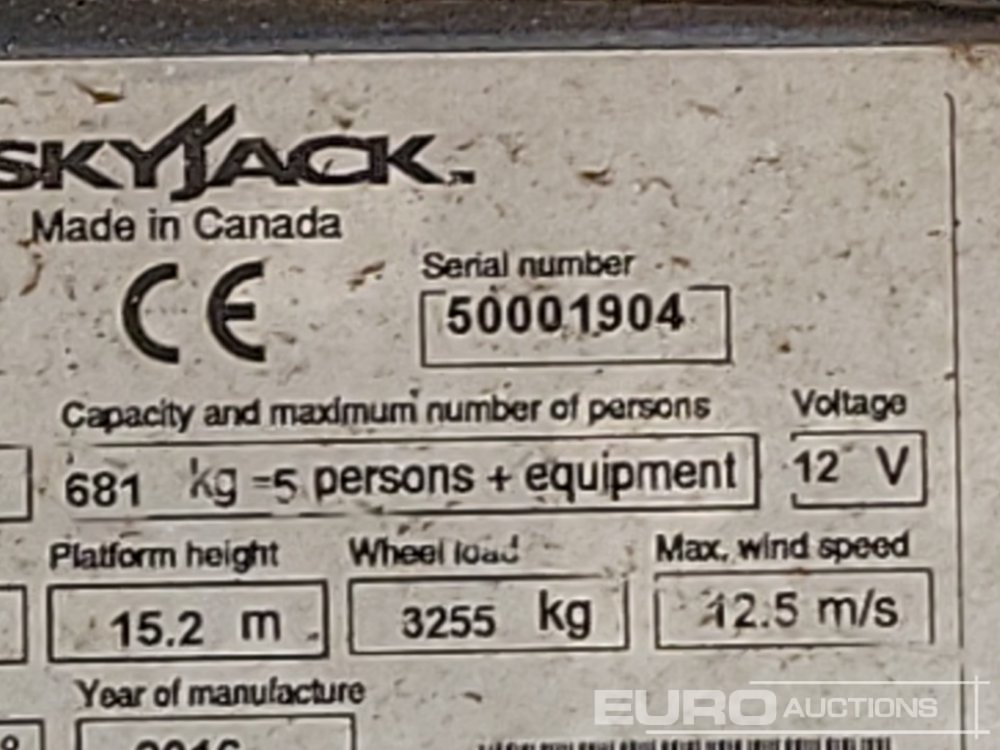 SKYJACK
Made in Canada
CE
Serial number
50001904
Capacity and maximum number of persons
Voltage
681 kg =5 persons + equipment
12 V
Platform height
Wheel load
Max. wind speed
15.2 m
3255 kg
12.5 m/s
Year of manufacture
2016
EURO AUCTIONS